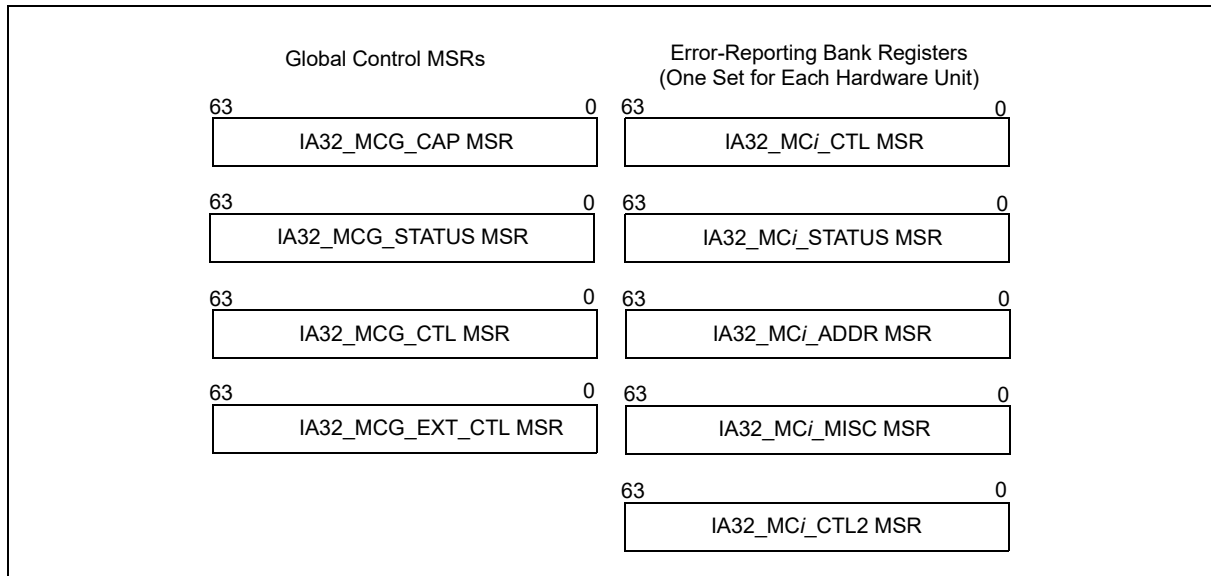 Global Control MSRs
63 0
IA32_MCG_CAP MSR
63 0
IA32_MCG_STATUS MSR
63 0
IA32_MCG_CTL MSR
63 0
IA32_MCG_EXT_CTL MSR
Error-Reporting Bank Registers
(One Set for Each Hardware Unit)
63 0
IA32_MCi_CTL MSR
63 0
IA32_MCi_STATUS MSR
63 0
IA32_MCi_ADDR MSR
63 0
IA32_MCi_MISC MSR
63 0
IA32_MCi_CTL2 MSR